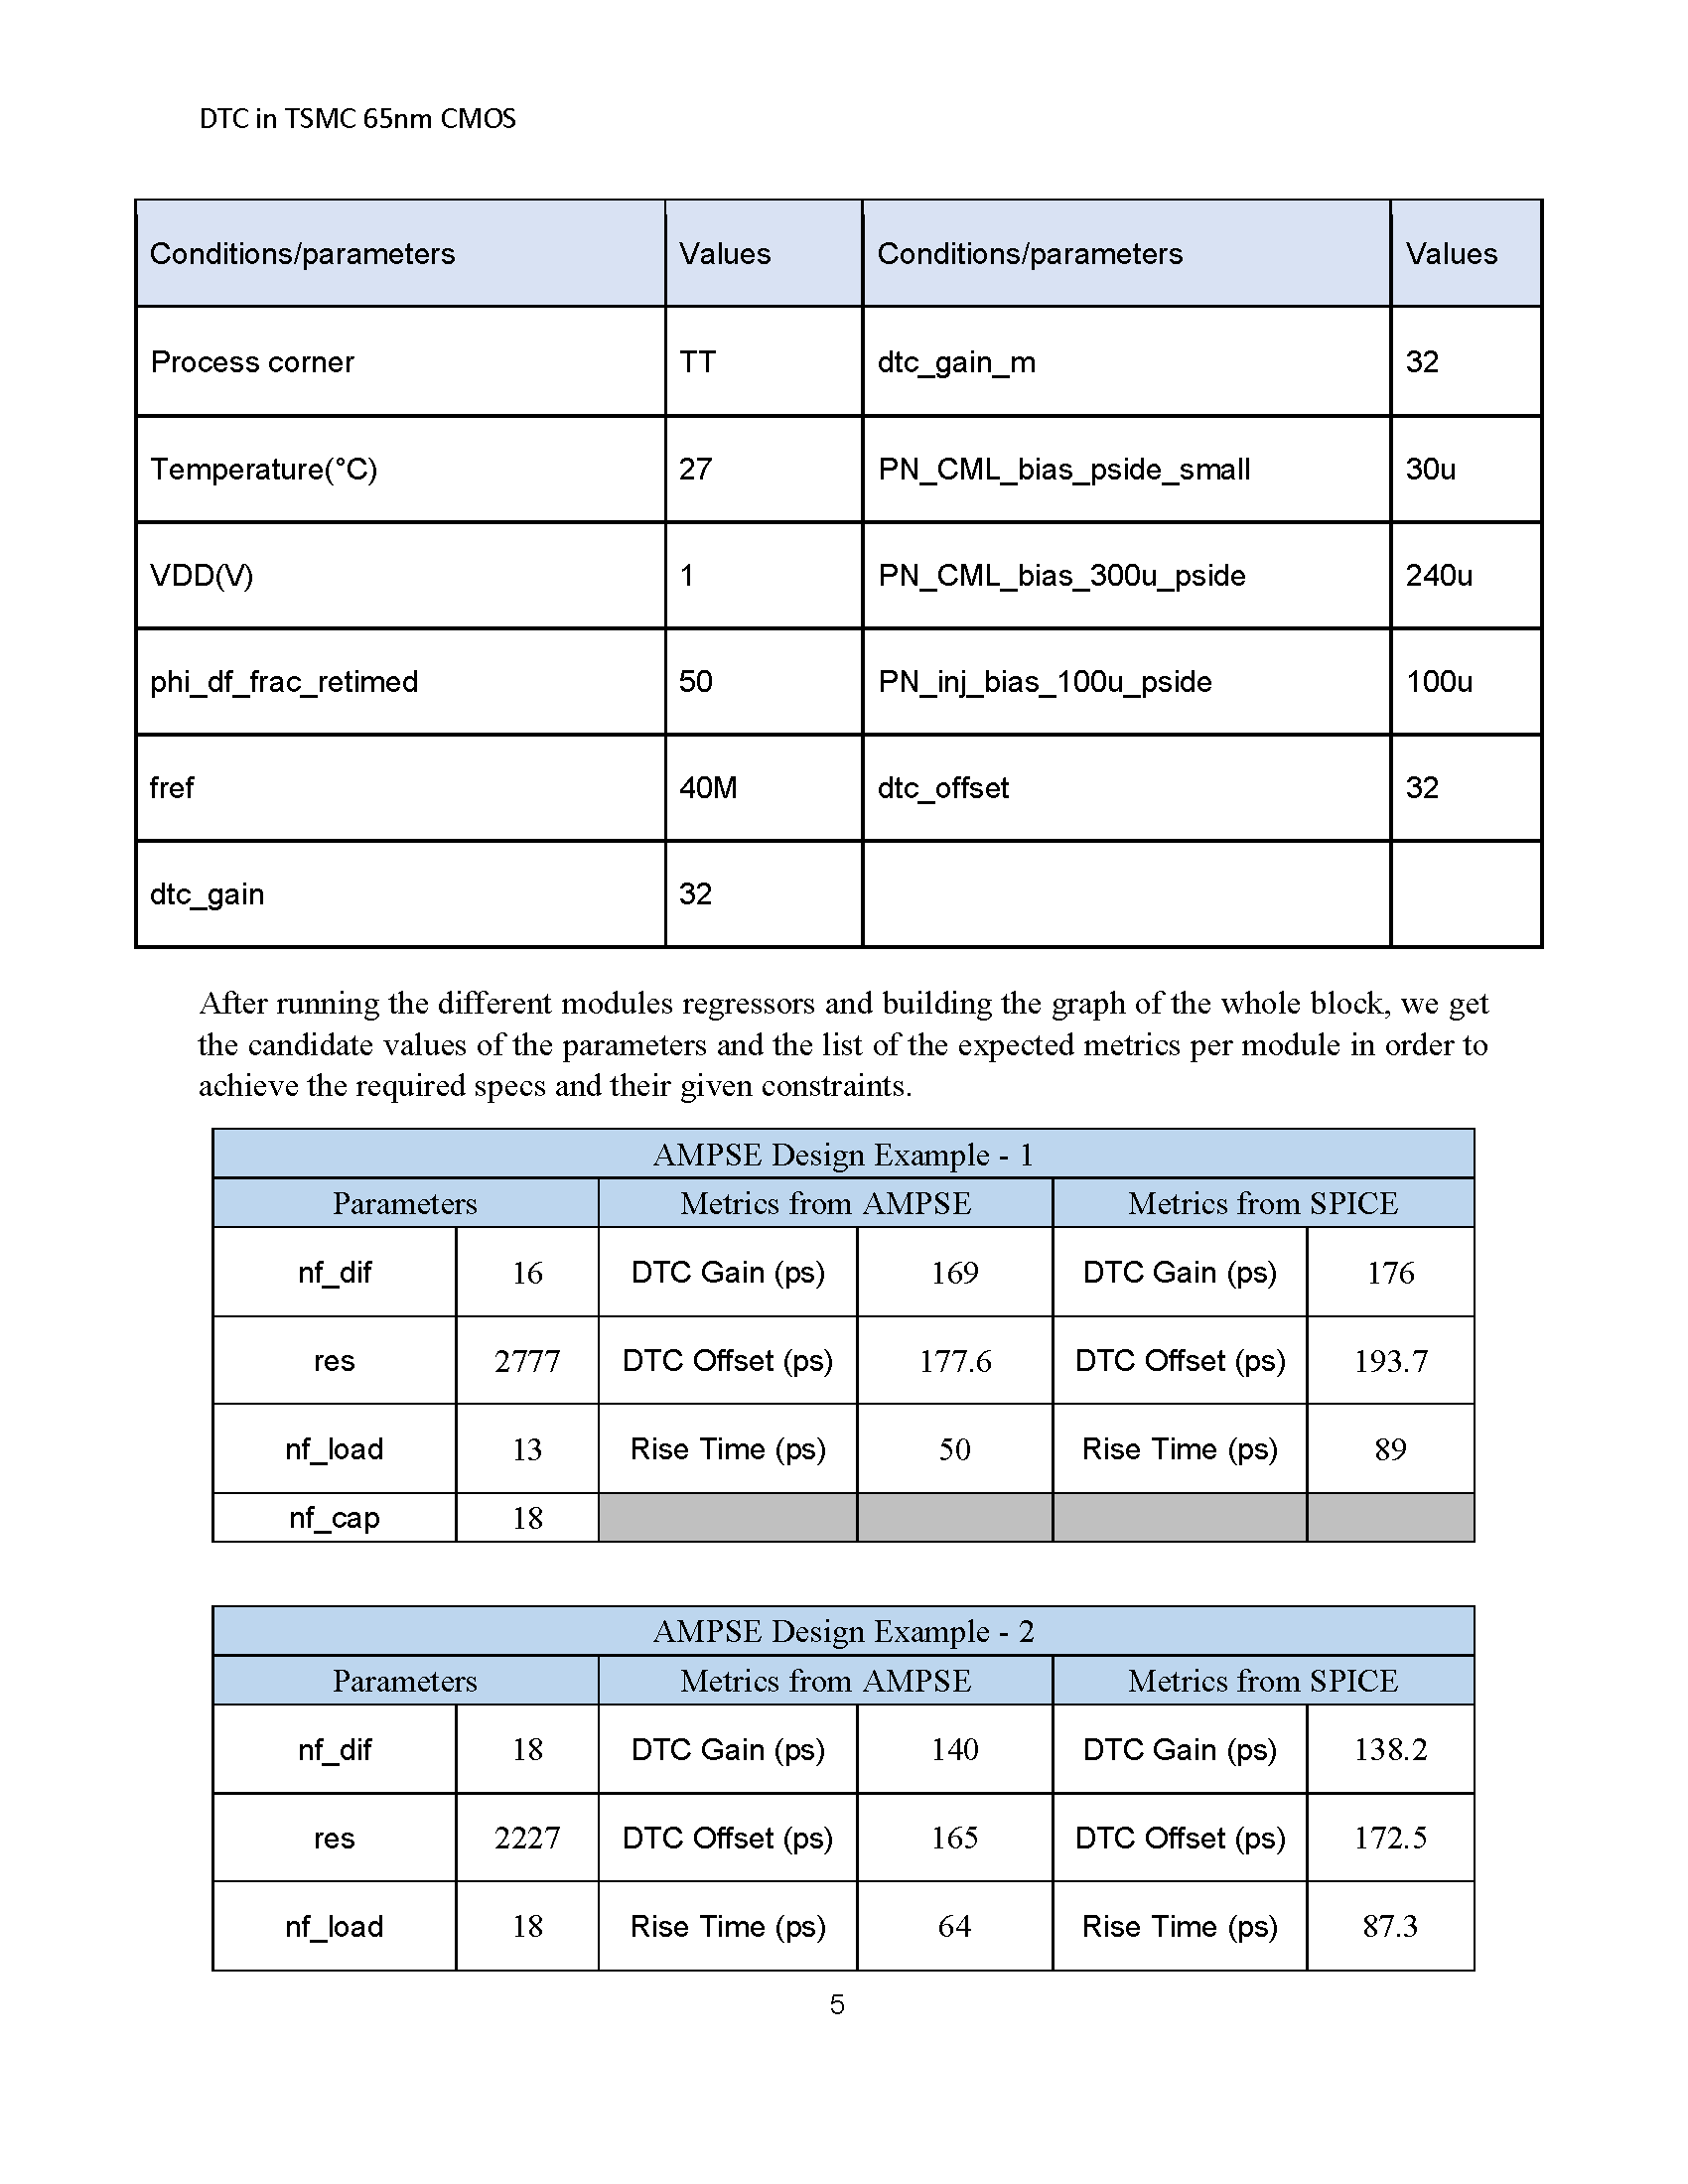 DTC in TSMC 65nm CMOS
Conditions/parameters Values Conditions/parameters Values
Process corner TT dtc_gain_m 32
Temperature(°C) 27 PN_CML_bias_pside_small 30u
VDD(V) 1 PN_CML_bias_300u_pside 240u
phi_df_frac_retimed 50 PN_inj_bias_100u_pside 100u
fref 40M dtc_offset 32
dtc_gain 32
After running the different modules regressors and building the graph of the whole block, we get
the candidate values of the parameters and the list of the expected metrics per module in order to
achieve the required specs and their given constraints.
AMPSE Design Example - 1
Parameters Metrics from AMPSE Metrics from SPICE
nf_dif 16 DTC Gain (ps) 169 DTC Gain (ps) 176
res 2777 DTC Offset (ps) 177.6 DTC Offset (ps) 193.7
nf_load 13 Rise Time (ps) 50 Rise Time (ps) 89
nf_cap 18
AMPSE Design Example - 2
Parameters Metrics from AMPSE Metrics from SPICE
nf_dif 18 DTC Gain (ps) 140 DTC Gain (ps) 138.2
res 2227 DTC Offset (ps) 165 DTC Offset (ps) 172.5
nf_load 18 Rise Time (ps) 64 Rise Time (ps) 87.3
5